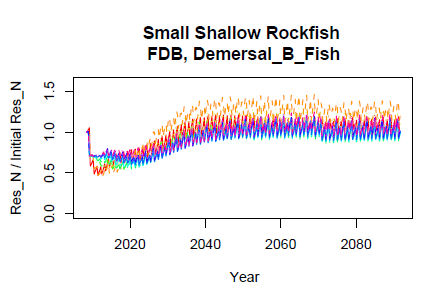 Small Shallow Rockfish
FDB, Demersal_B_Fish
Res_N / Initial Res_N
1.5
1.0
0.5
0.0
2020 2040 2060 2080
Year